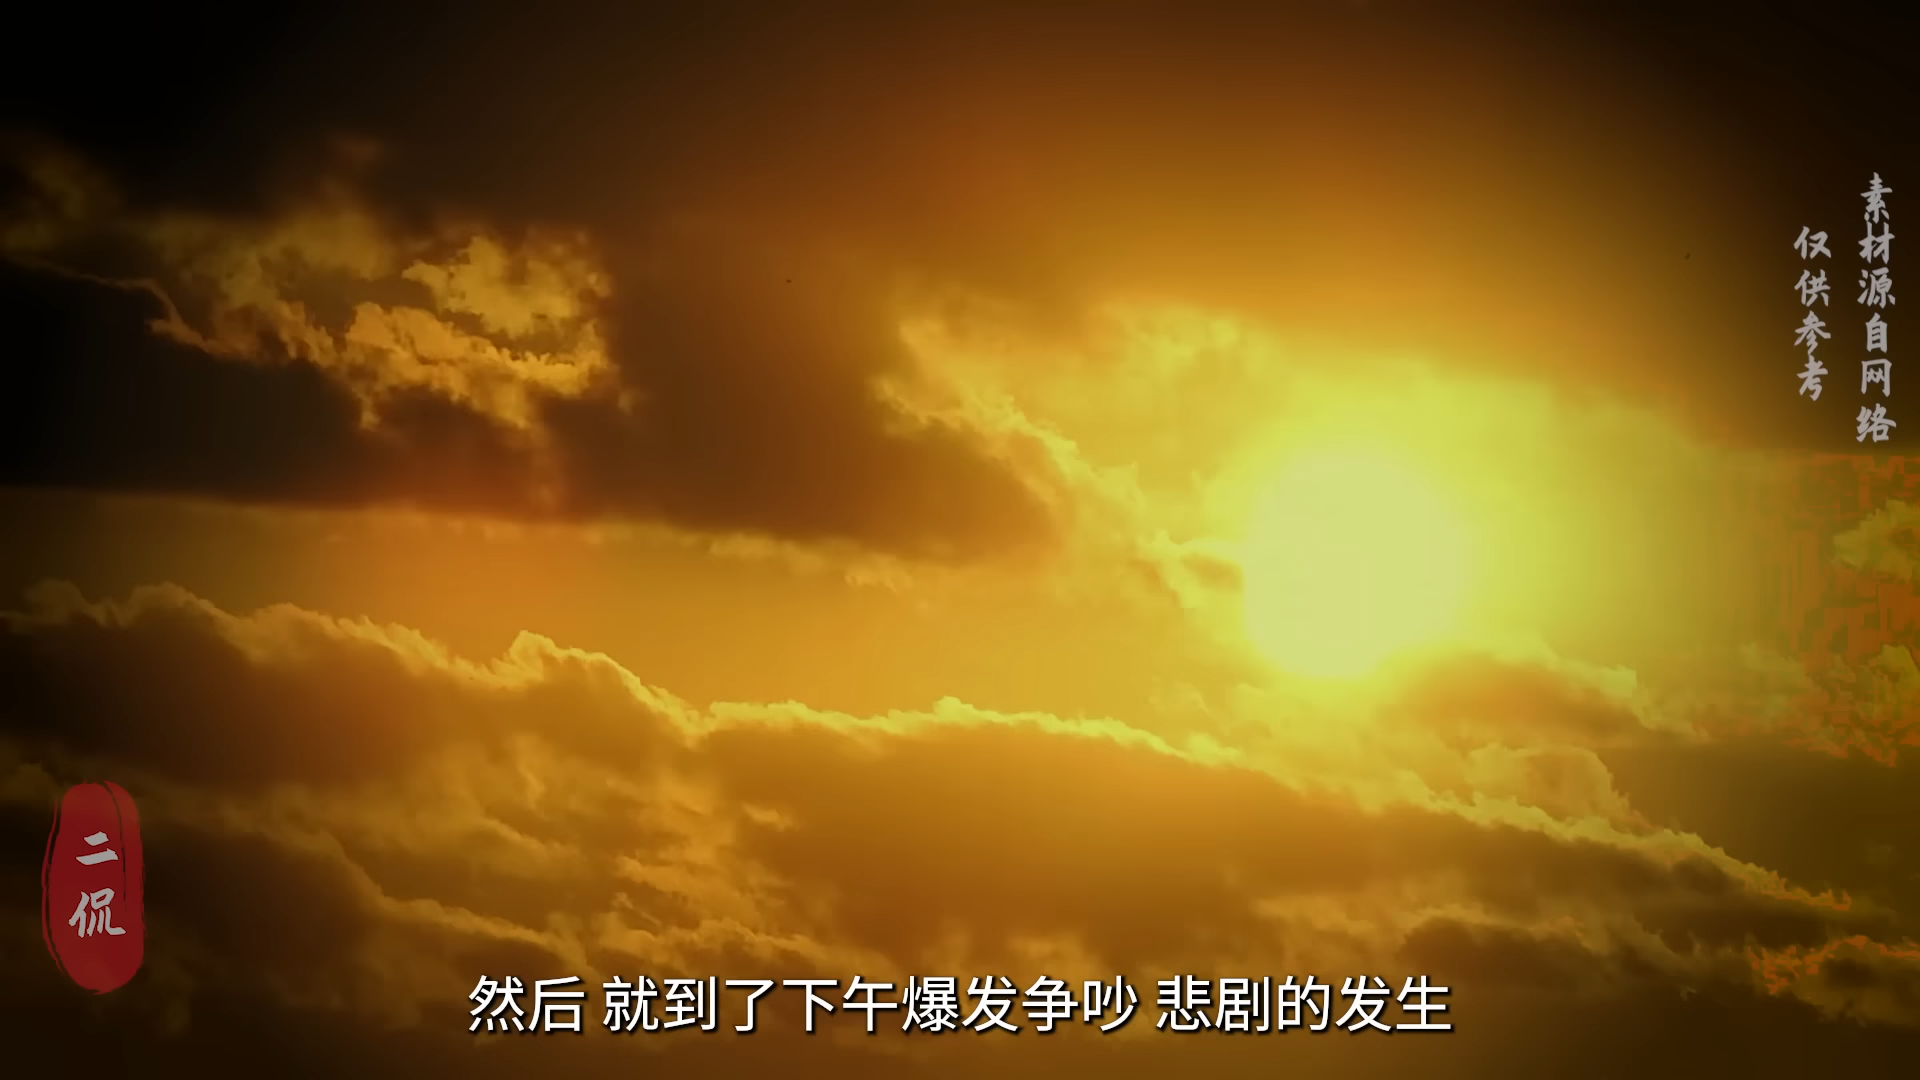 素材源自网络
仅供参考
二侃
然后 就到了下午爆发争吵 悲剧的发生